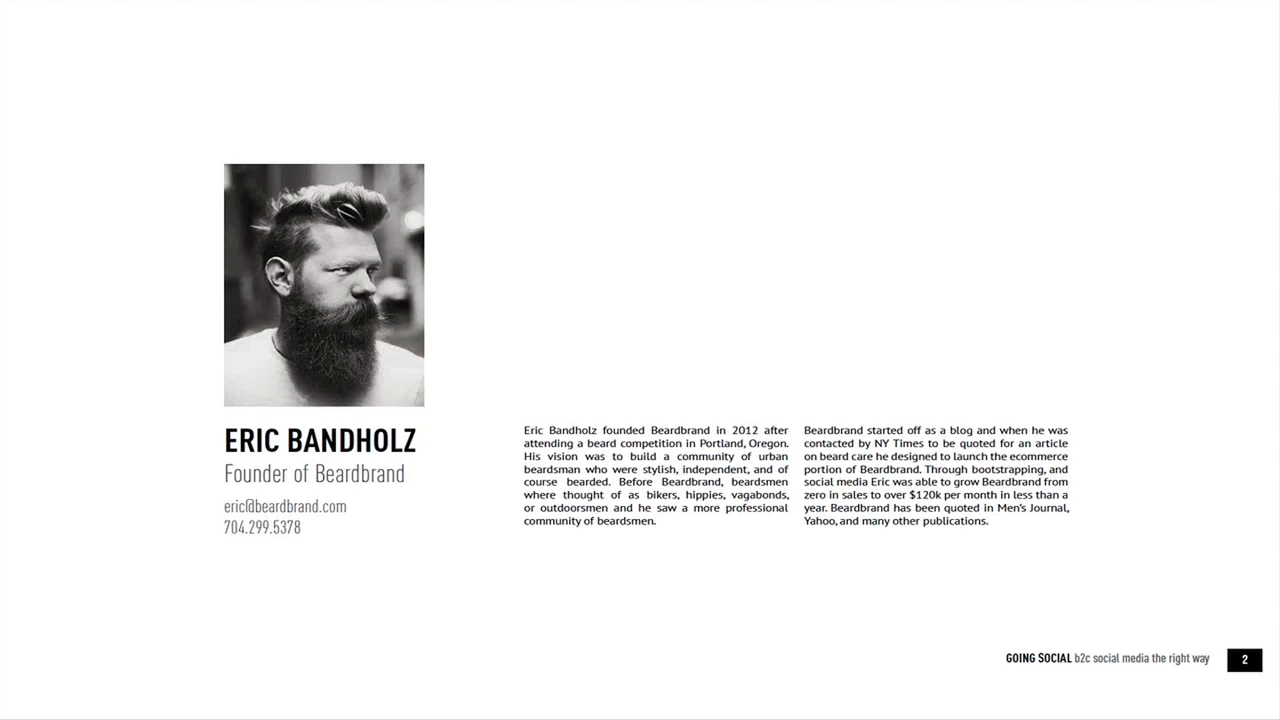 ERIC BANDHOLZ
Founder of Beardbrand
eric@beardbrand.com
704.299.5378
Eric Bandholz founded Beardbrand in 2012 after
attending a beard competition in Portland, Oregon.
His vision was to build a community of urban
beardsman who were stylish, independent, and of
course bearded. Before Beardbrand, beardsmen
where thought of as bikers, hippies, vagabonds,
or outdoorsmen and he saw a more professional
community of beardsmen.
Beardbrand started off as a blog and when he was
contacted by NY Times to be quoted for an article
on beard care he designed to launch the ecommerce
portion of Beardbrand. Through bootstrapping, and
social media Eric was able to grow Beardbrand from
zero in sales to over $120k per month in less than a
year. Beardbrand has been quoted in Men's Journal,
Yahoo, and many other publications.
GOING SOCIAL b2c social media the right way
2